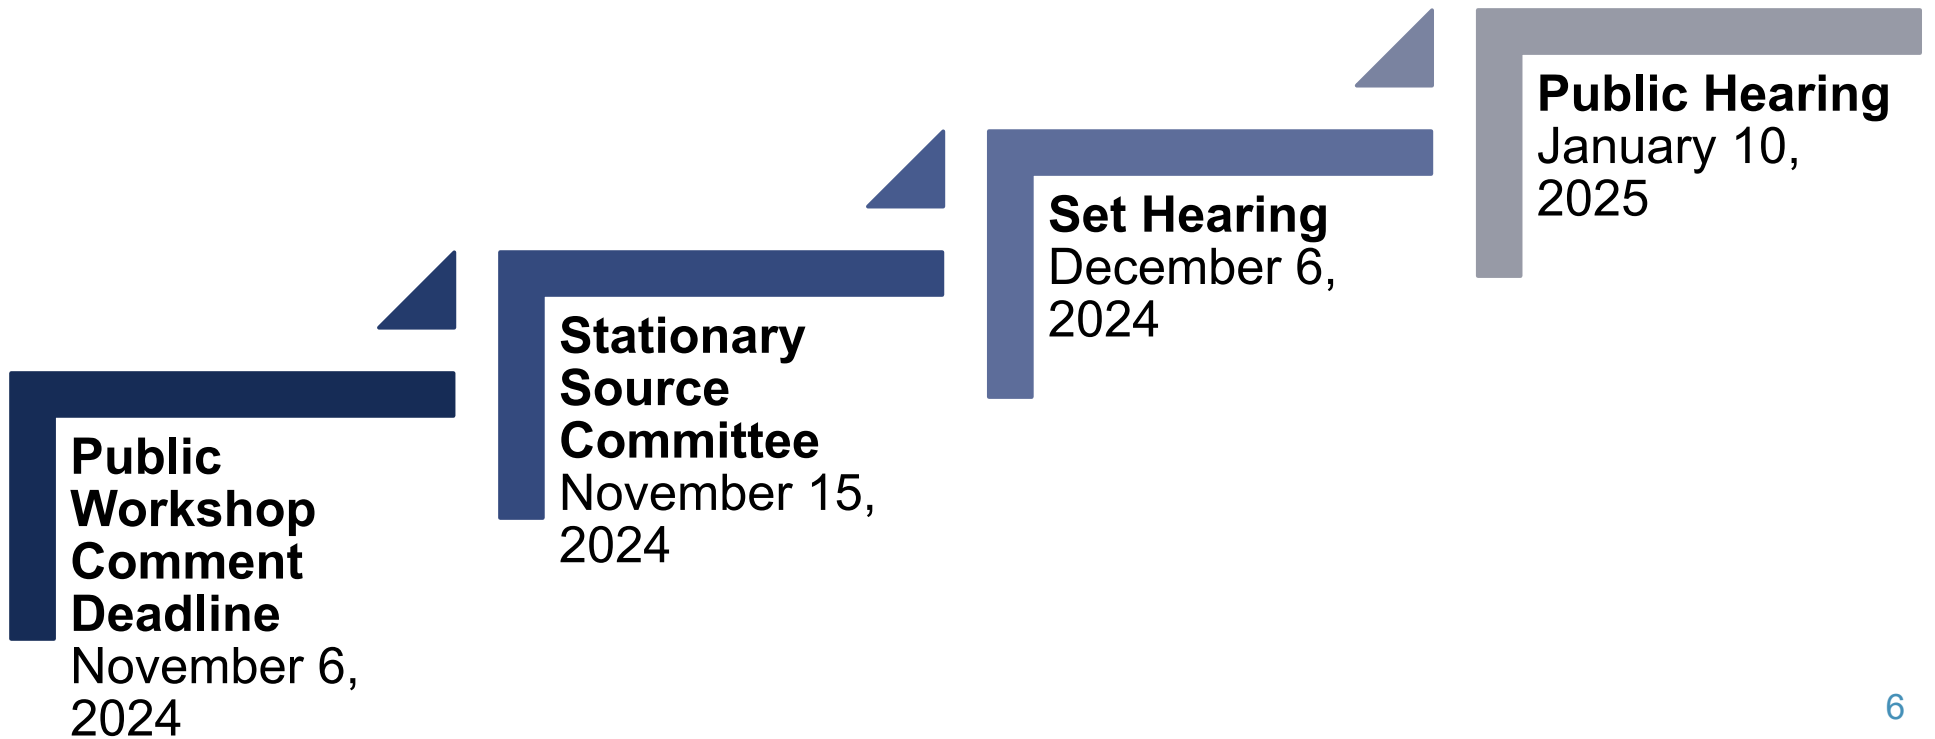 Public
Workshop
Comment
Deadline
November 6,
2024
Stationary
Source
Committee
November 15,
2024
Set Hearing
December 6,
2024
Public Hearing
January 10,
2025
6